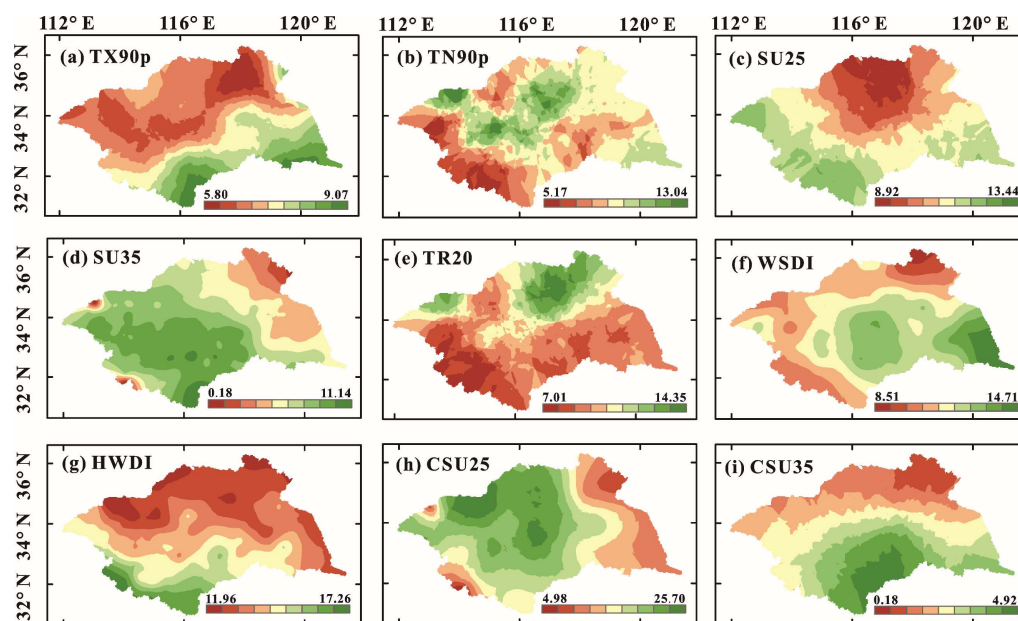 112° E 116° E 120° E 112° E 116° E 120° E 112° E 116° E 120° E
36° N 34° N 32° N
(a) TX90p
5.80 9.07
(b) TN90p
5.17 13.04
(c) SU25
8.92 13.44
36° N 34° N 32° N
(d) SU35
0.18 11.14
(e) TR20
7.01 14.35
(f) WSDI
8.51 14.71
36° N 34° N 32° N
(g) HWDI
11.96 17.26
(h) CSU25
4.98 25.70
(i) CSU35
0.18 4.92